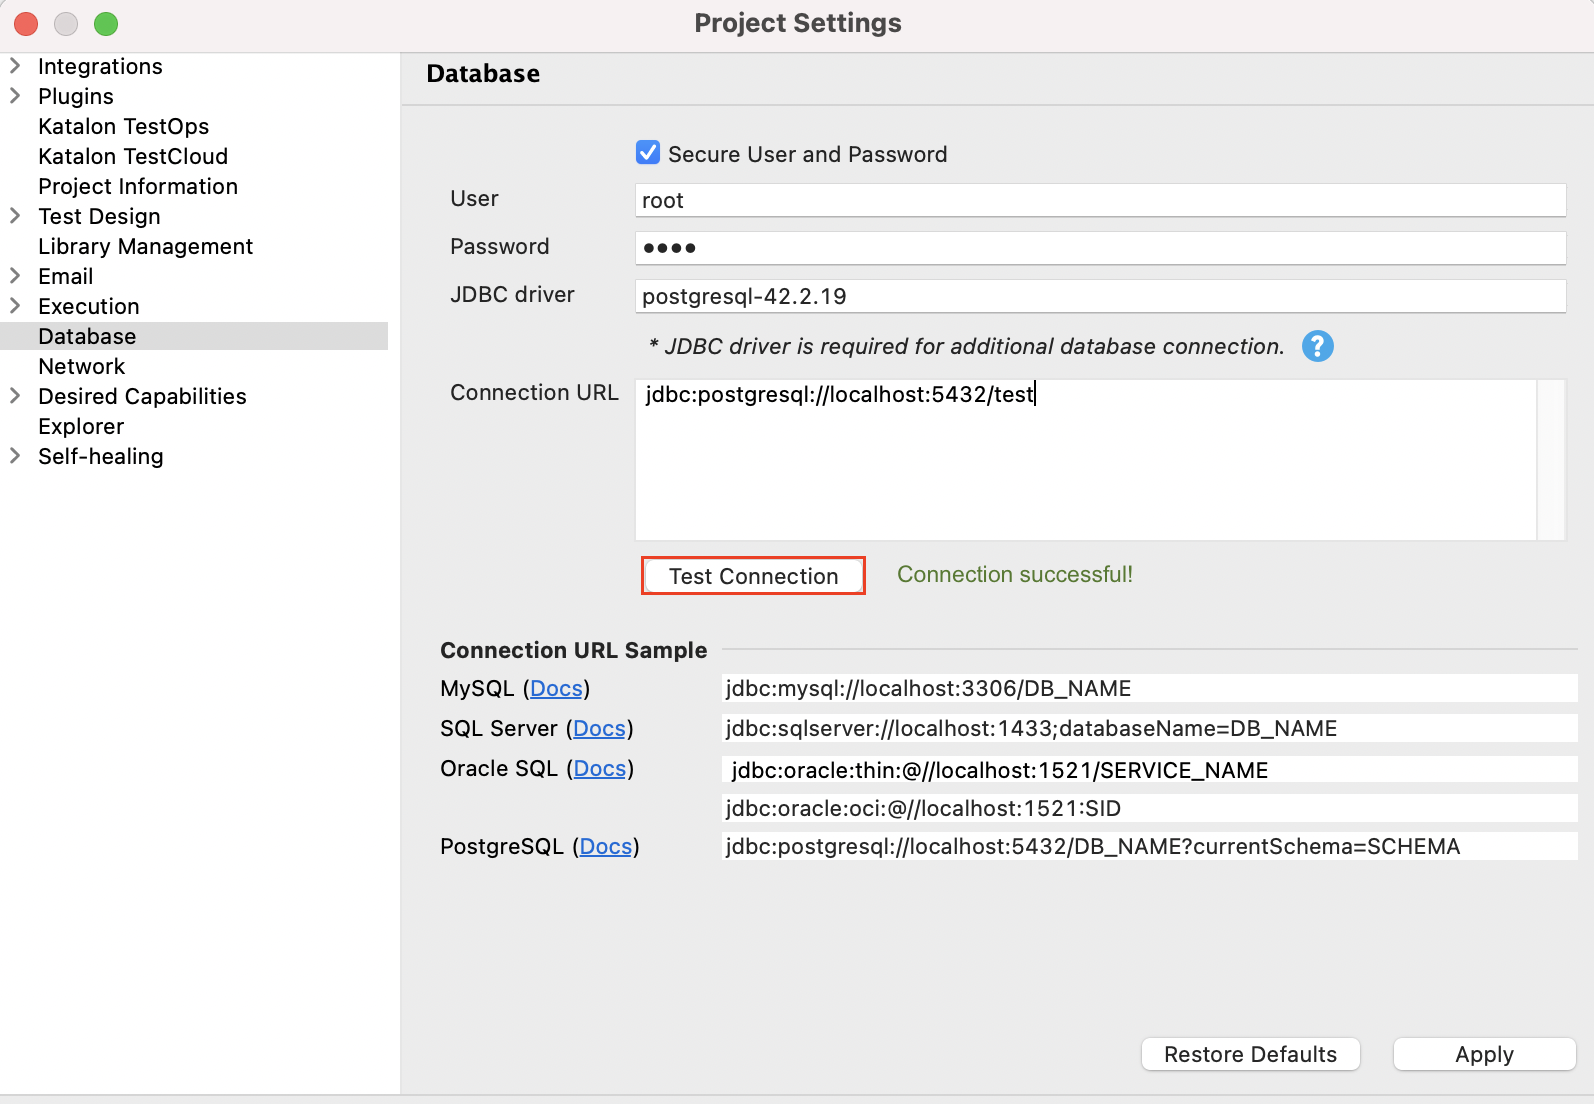 Project Settings
Integrations
Plugins
Katalon TestOps
Katalon TestCloud
Project Information
Test Design
Library Management
Email
Execution
Database
Network
Desired Capabilities
Explorer
Self-healing
Database
Secure User and Password
User root
Password ••••
JDBC driver postgresql-42.2.19
* JDBC driver is required for additional database connection. ?
Connection URL jdbc:postgresql://localhost:5432/test
Test Connection Connection successful!
Connection URL Sample
MySQL (Docs) jdbc:mysql://localhost:3306/DB_NAME
SQL Server (Docs) jdbc:sqlserver://localhost:1433;databaseName=DB_NAME
Oracle SQL (Docs) jdbc:oracle:thin:@//localhost:1521/SERVICE_NAME
jdbc:oracle:oci:@//localhost:1521:SID
PostgreSQL (Docs) jdbc:postgresql://localhost:5432/DB_NAME?currentSchema=SCHEMA
Restore Defaults Apply